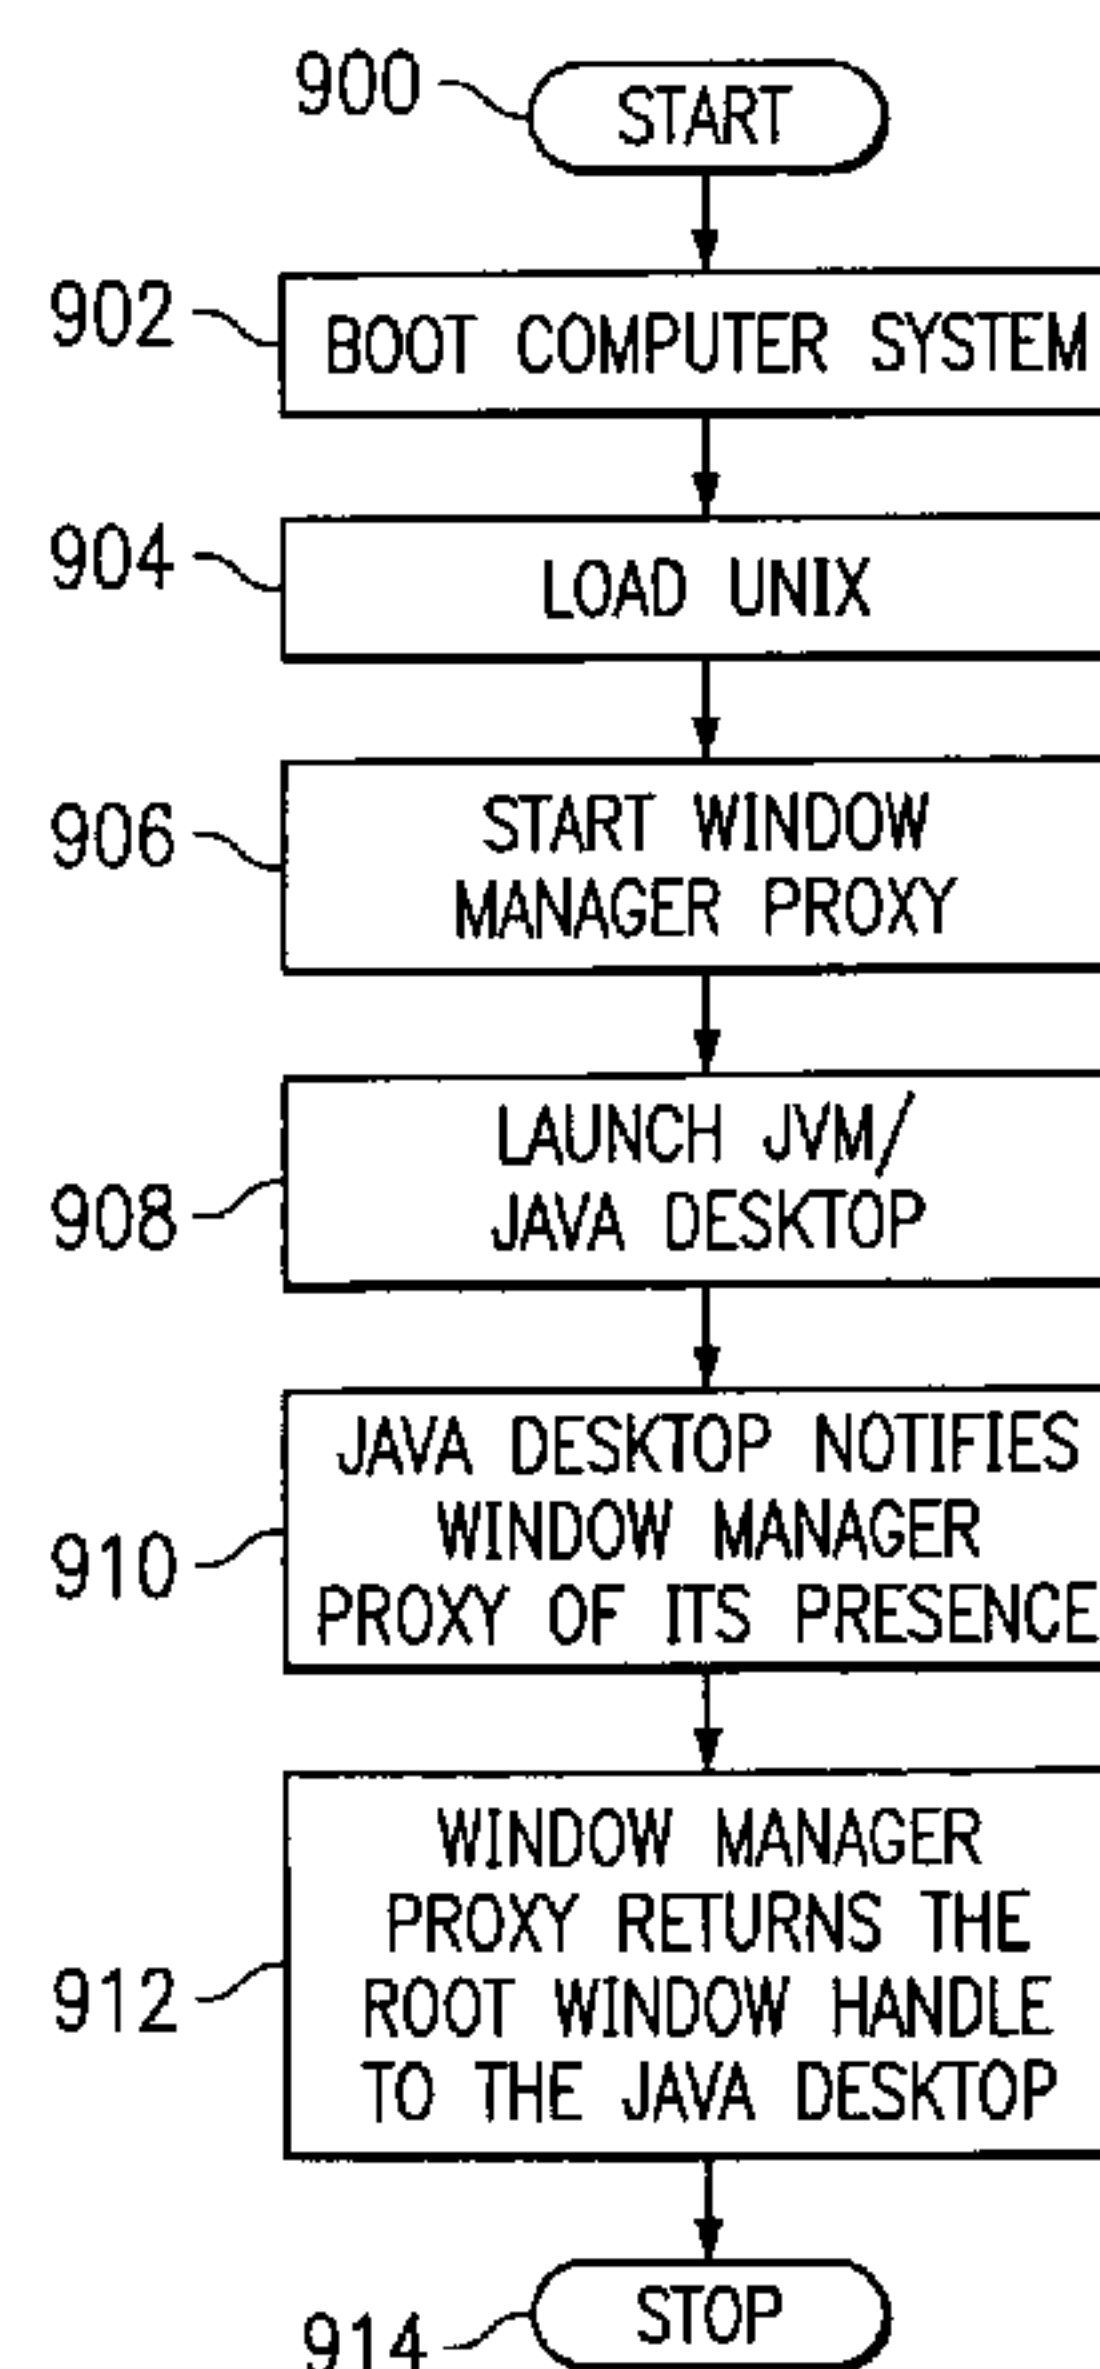 900
START
902
BOOT COMPUTER SYSTEM
904
LOAD UNIX
906
START WINDOW
MANAGER PROXY
908
LAUNCH JVM/
JAVA DESKTOP
910
JAVA DESKTOP NOTIFIES
WINDOW MANAGER
PROXY OF ITS PRESENCE
912
WINDOW MANAGER
PROXY RETURNS THE
ROOT WINDOW HANDLE
TO THE JAVA DESKTOP
914
STOP